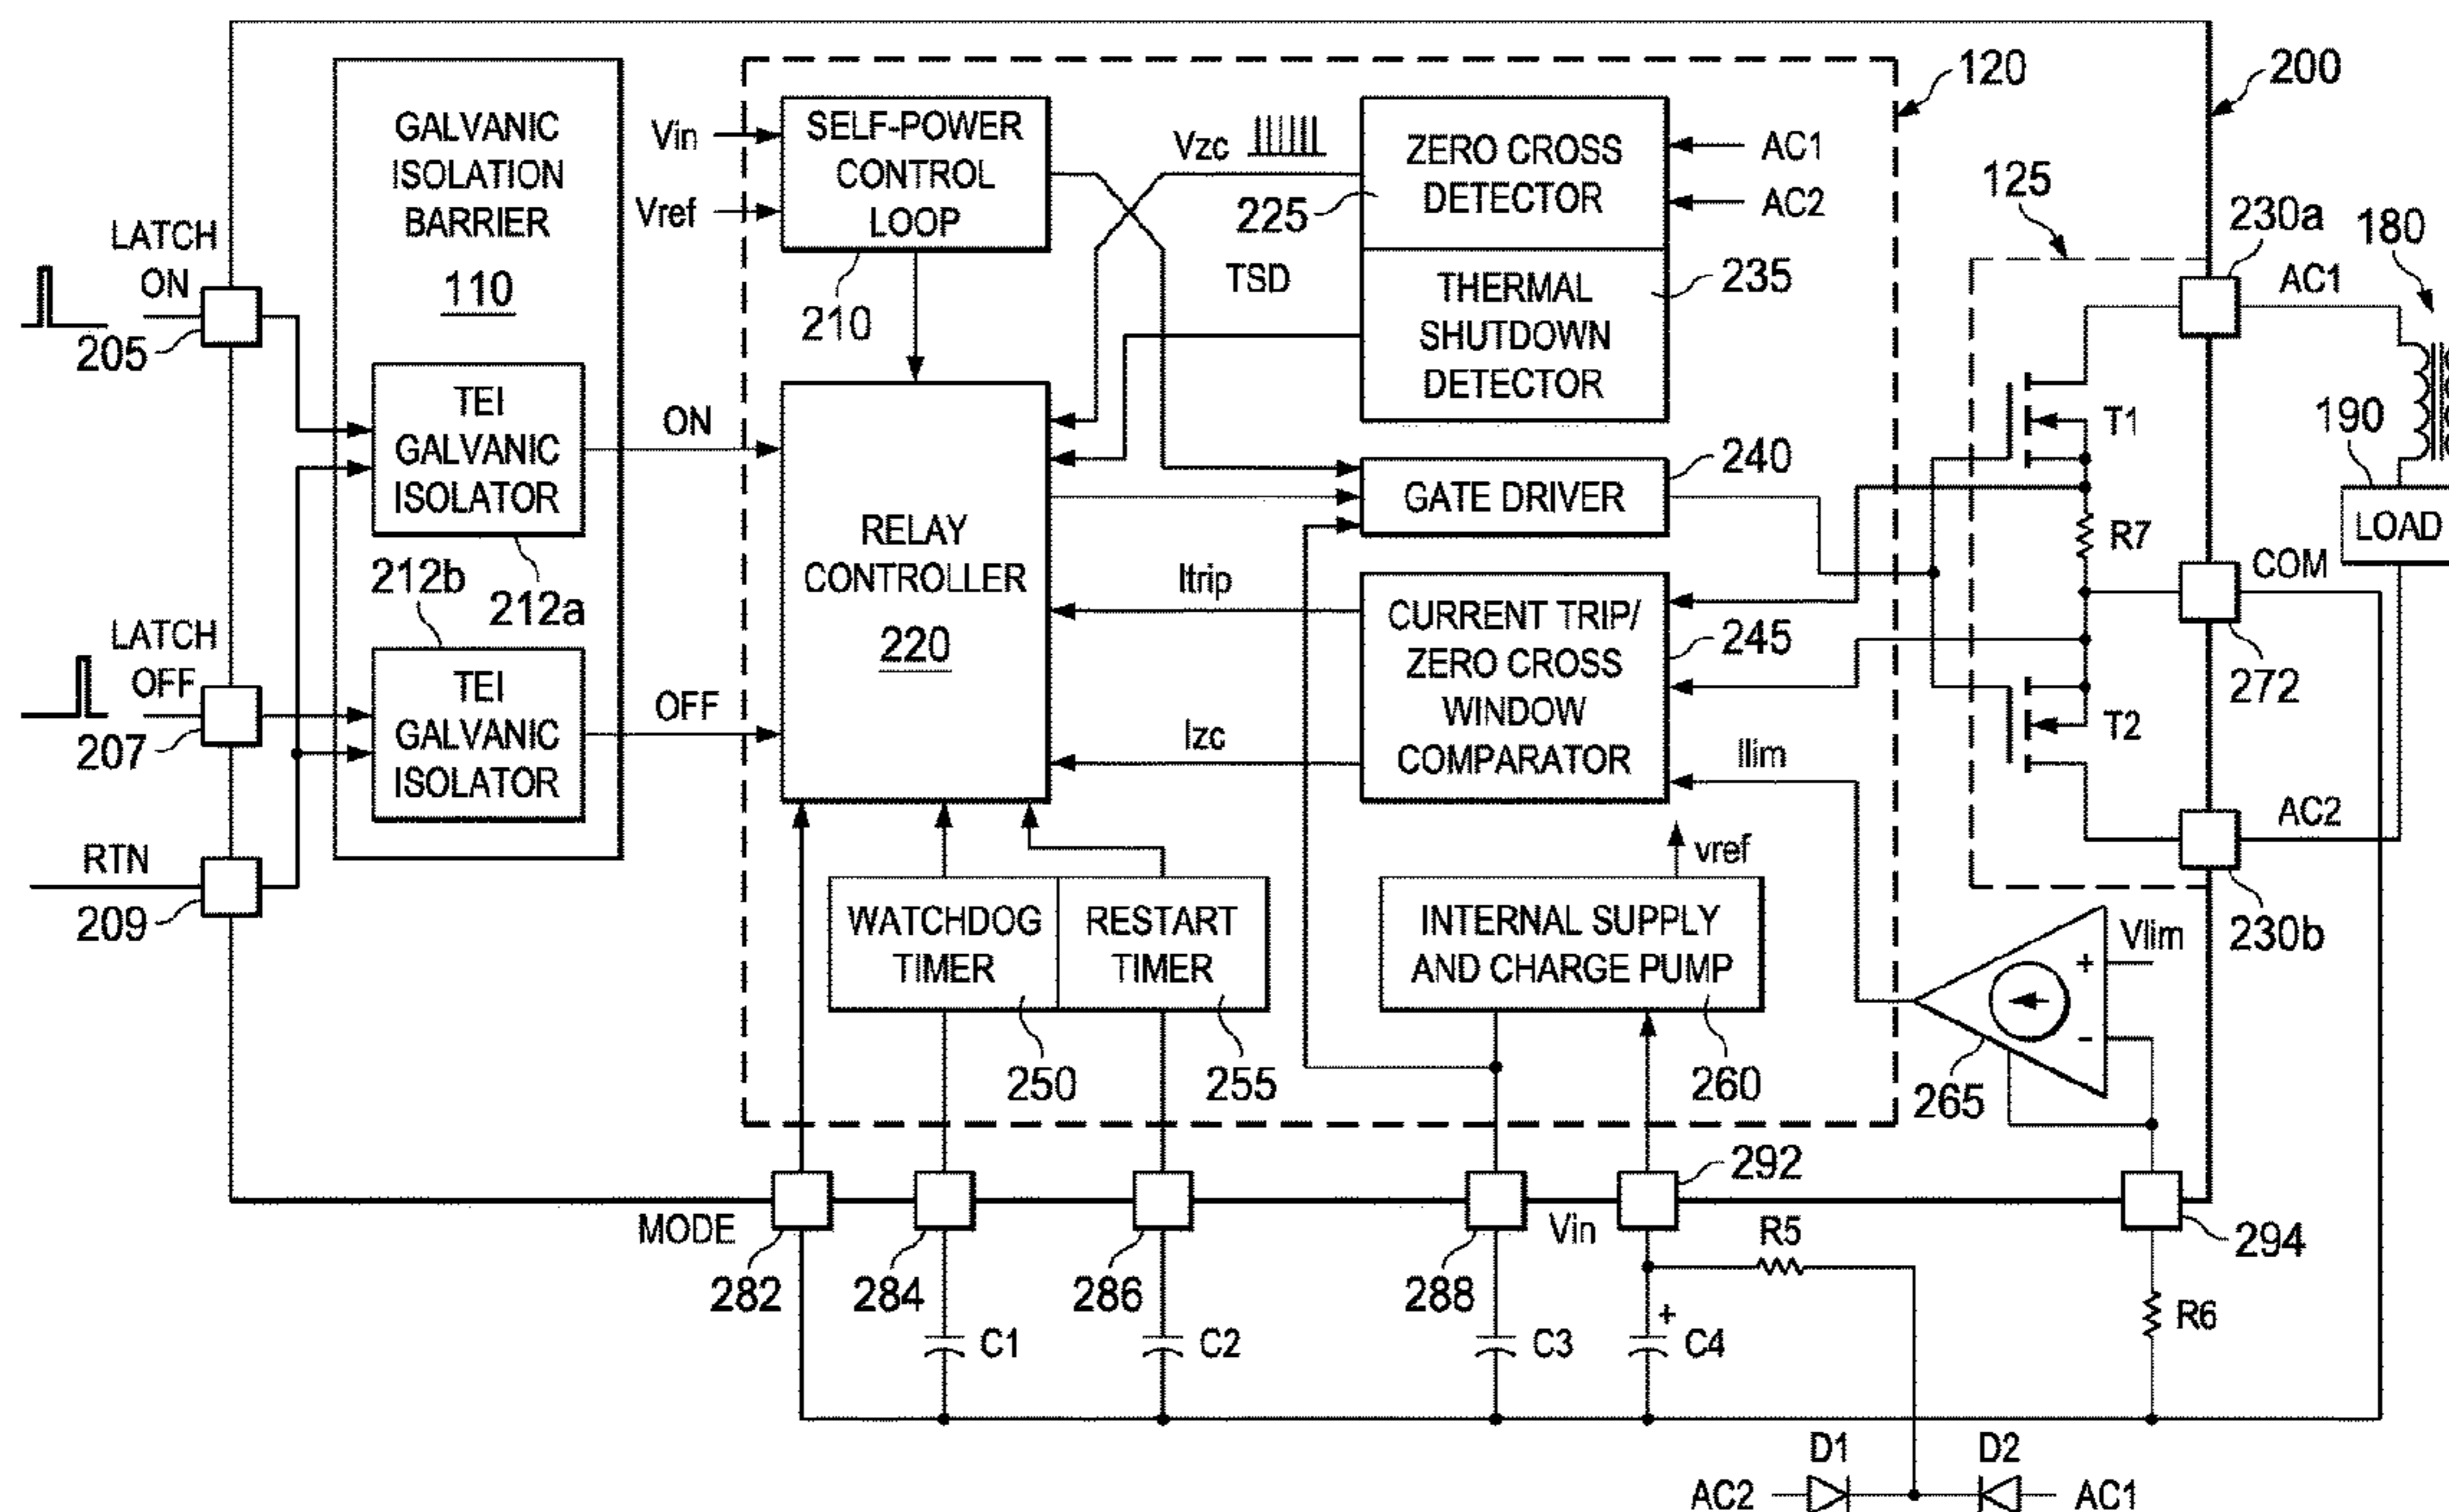 120
200
GALVANIC
ISOLATION
BARRIER
110
Vin
Vref
SELF-POWER
CONTROL
LOOP
210
Vzc
ZERO CROSS
DETECTOR
225
AC1
AC2
TSD
THERMAL
SHUTDOWN
DETECTOR
235
125
230a
AC1
180
LATCH
ON
205
TEI
GALVANIC
ISOLATOR
212a
ON
RELAY
CONTROLLER
220
GATE DRIVER
240
T1
190
LOAD
R7
COM
272
212b
LATCH
OFF
207
TEI
GALVANIC
ISOLATOR
OFF
Itrip
Izc
CURRENT TRIP/
ZERO CROSS
WINDOW
COMPARATOR
245
Ilim
T2
AC2
230b
RTN
209
WATCHDOG
TIMER
250
RESTART
TIMER
255
vref
INTERNAL SUPPLY
AND CHARGE PUMP
260
Vlim
+
-
265
MODE
282
284
286
288
Vin
292
R5
294
C1
C2
C3
+
C4
R6
D1
D2
AC2
AC1